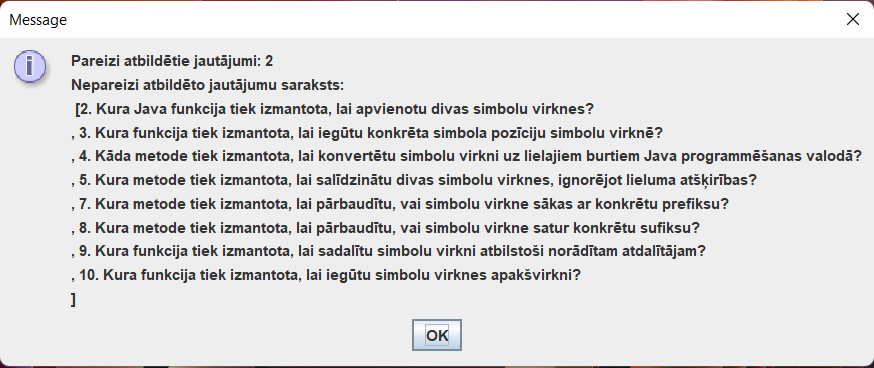 Message
Pareizi atbildētie jautājumi: 2
Nepareizi atbildēto jautājumu saraksts:
[2. Kura Java funkcija tiek izmantota, lai apvienotu divas simbolu virknes?
, 3. Kura funkcija tiek izmantota, lai iegūtu konkrēta simbola pozīciju simbolu virknē?
, 4. Kāda metode tiek izmantota, lai konvertētu simbolu virkni uz lielajiem burtiem Java programmēšanas valodā?
, 5. Kura metode tiek izmantota, lai salīdzinātu divas simbolu virknes, ignorējot lieluma atšķirības?
, 7. Kura metode tiek izmantota, lai pārbaudītu, vai simbolu virkne sākas ar konkrētu prefiksu?
, 8. Kura metode tiek izmantota, lai pārbaudītu, vai simbolu virkne satur konkrētu sufiksu?
, 9. Kura funkcija tiek izmantota, lai sadalītu simbolu virkni atbilstoši norādītam atdalītājam?
, 10. Kura funkcija tiek izmantota, lai iegūtu simbolu virknes apakšvirkni?
]
OK